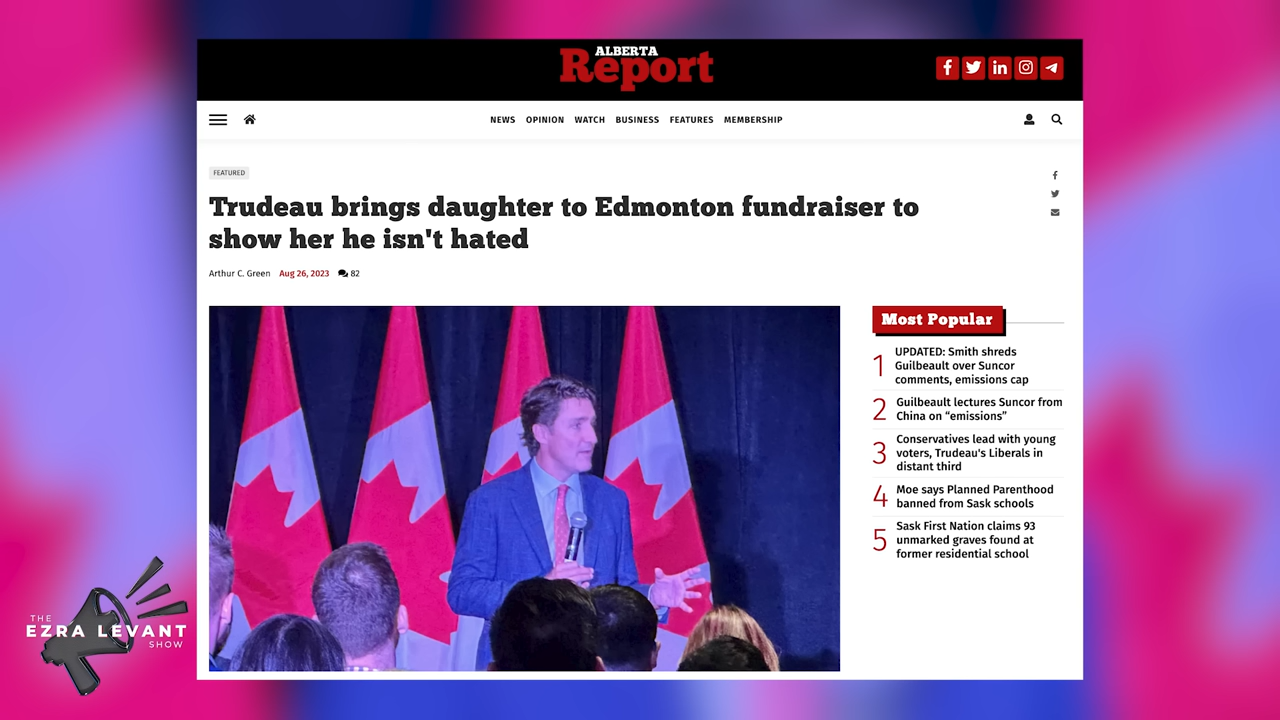 ALBERTA
Report
NEWS OPINION WATCH BUSINESS FEATURES MEMBERSHIP
FEATURED
Trudeau brings daughter to Edmonton fundraiser to
show her he isn't hated
Arthur C. Green Aug 26, 2023 82
Most Popular
1 UPDATED: Smith shreds
Guilbeault over Suncor
comments, emissions cap
2 Guilbeault lectures Suncor from
China on “emissions”
3 Conservatives lead with young
voters, Trudeau's Liberals in
distant third
4 Moe says Planned Parenthood
banned from Sask schools
5 Sask First Nation claims 93
unmarked graves found at
former residential school
THE
EZRA LEVANT
SHOW